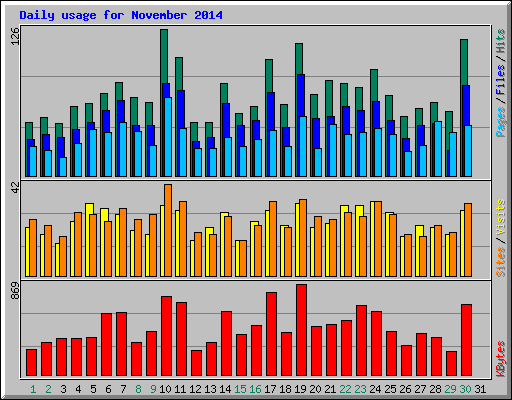 Daily usage for November 2014
126
Pages / Files / Hits
42
Sites / Visits
869
KBytes
1 2 3 4 5 6 7 8 9 10 11 12 13 14 15 16 17 18 19 20 21 22 23 24 25 26 27 28 29 30 31